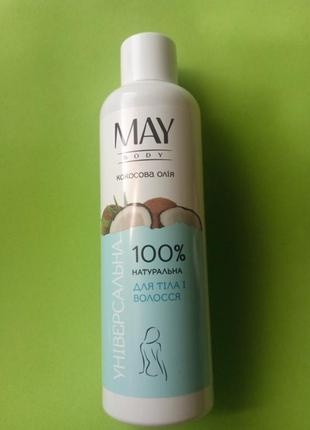 MAY
BODY
кокосова олія
УНІВЕРСАЛЬНА
100%
НАТУРАЛЬНА
ДЛЯ ТІЛА І
ВОЛОССЯ